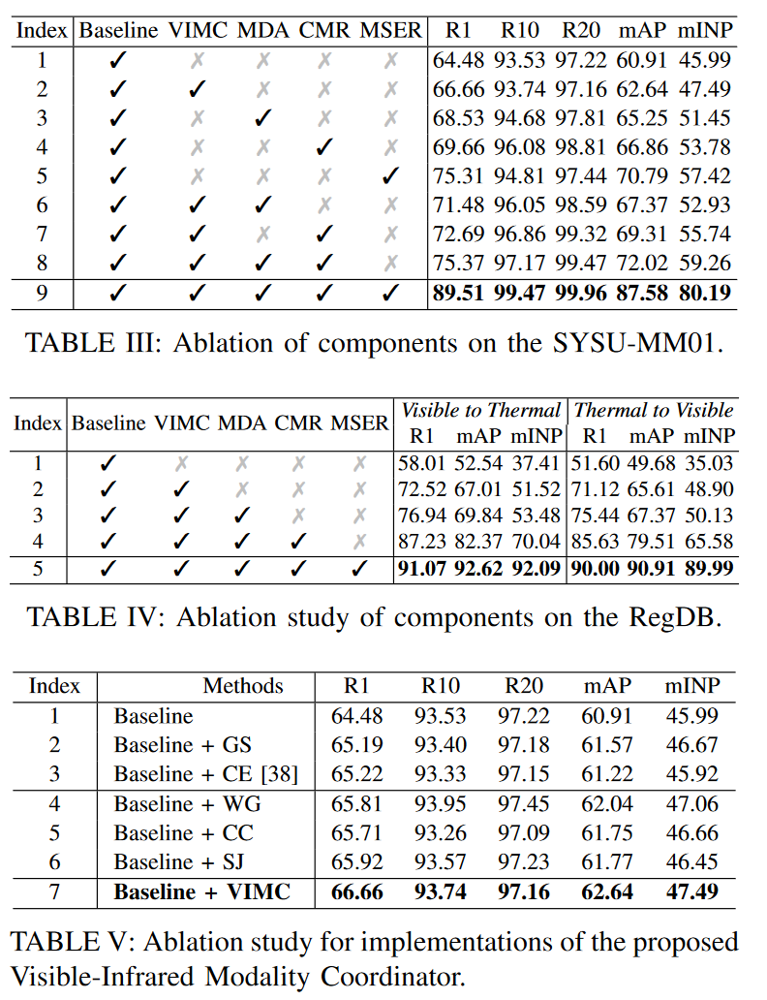 Index Baseline VIMC MDA CMR MSER R1 R10 R20 mAP mINP
1 ✓ ✗ ✗ ✗ ✗ 64.48 93.53 97.22 60.91 45.99
2 ✓ ✓ ✗ ✗ ✗ 66.66 93.74 97.16 62.64 47.49
3 ✓ ✗ ✓ ✗ ✗ 68.53 94.68 97.81 65.25 51.45
4 ✓ ✗ ✗ ✓ ✗ 69.66 96.08 98.81 66.86 53.78
5 ✓ ✗ ✗ ✗ ✓ 75.31 94.81 97.44 70.79 57.42
6 ✓ ✓ ✓ ✗ ✗ 71.48 96.05 98.59 67.37 52.93
7 ✓ ✓ ✗ ✓ ✗ 72.69 96.86 99.32 69.31 55.74
8 ✓ ✓ ✓ ✓ ✗ 75.37 97.17 99.47 72.02 59.26
9 ✓ ✓ ✓ ✓ ✓ 89.51 99.47 99.96 87.58 80.19
TABLE III: Ablation of components on the SYSU-MM01.
Index Baseline VIMC MDA CMR MSER Visible to Thermal Thermal to Visible
R1 mAP mINP R1 mAP mINP
1 ✓ ✗ ✗ ✗ ✗ 58.01 52.54 37.41 51.60 49.68 35.03
2 ✓ ✓ ✗ ✗ ✗ 72.52 67.01 51.52 71.12 65.61 48.90
3 ✓ ✓ ✓ ✗ ✗ 76.94 69.84 53.48 75.44 67.37 50.13
4 ✓ ✓ ✓ ✓ ✗ 87.23 82.37 70.04 85.63 79.51 65.58
5 ✓ ✓ ✓ ✓ ✓ 91.07 92.62 92.09 90.00 90.91 89.99
TABLE IV: Ablation study of components on the RegDB.
Index Methods R1 R10 R20 mAP mINP
1 Baseline 64.48 93.53 97.22 60.91 45.99
2 Baseline + GS 65.19 93.40 97.18 61.57 46.67
3 Baseline + CE [38] 65.22 93.33 97.15 61.22 45.92
4 Baseline + WG 65.81 93.95 97.45 62.04 47.06
5 Baseline + CC 65.71 93.26 97.09 61.75 46.66
6 Baseline + SJ 65.92 93.57 97.23 61.77 46.45
7 Baseline + VIMC 66.66 93.74 97.16 62.64 47.49
TABLE V: Ablation study for implementations of the proposed
Visible-Infrared Modality Coordinator.